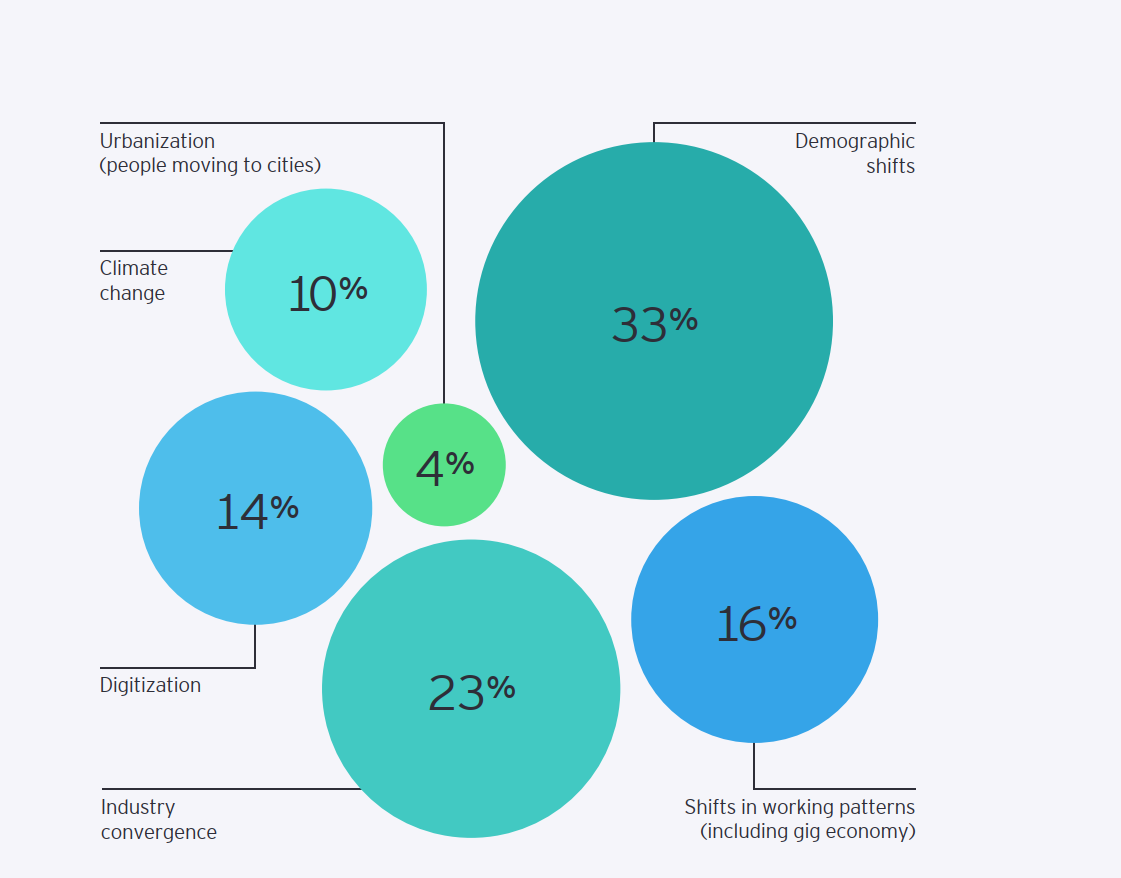 Urbanization
(people moving to cities)
Demographic
shifts
Climate
change
10%
33%
4%
14%
16%
23%
Digitization
Industry
convergence
Shifts in working patterns
(including gig economy)